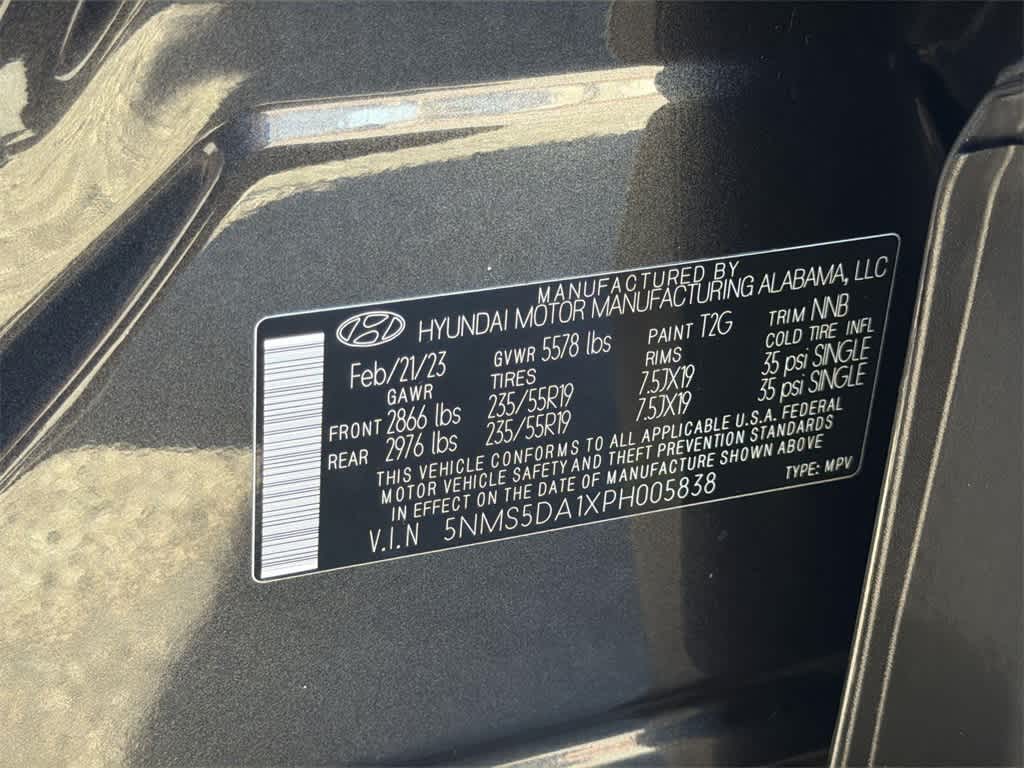 MANUFACTURED BY
HYUNDAI MOTOR MANUFACTURING ALABAMA, LLC
Feb/21/23 GVWR 5578 lbs PAINT T2G TRIM NNB
GAWR TIRES RIMS COLD TIRE INFL
FRONT 2866 lbs 235/55R19 7.5JX19 35 psi SINGLE
REAR 2976 lbs 235/55R19 7.5JX19 35 psi SINGLE
THIS VEHICLE CONFORMS TO ALL APPLICABLE U.S.A. FEDERAL
MOTOR VEHICLE SAFETY AND THEFT PREVENTION STANDARDS
IN EFFECT ON THE DATE OF MANUFACTURE SHOWN ABOVE
V.I.N 5NMS5DA1XPH005838 TYPE: MPV